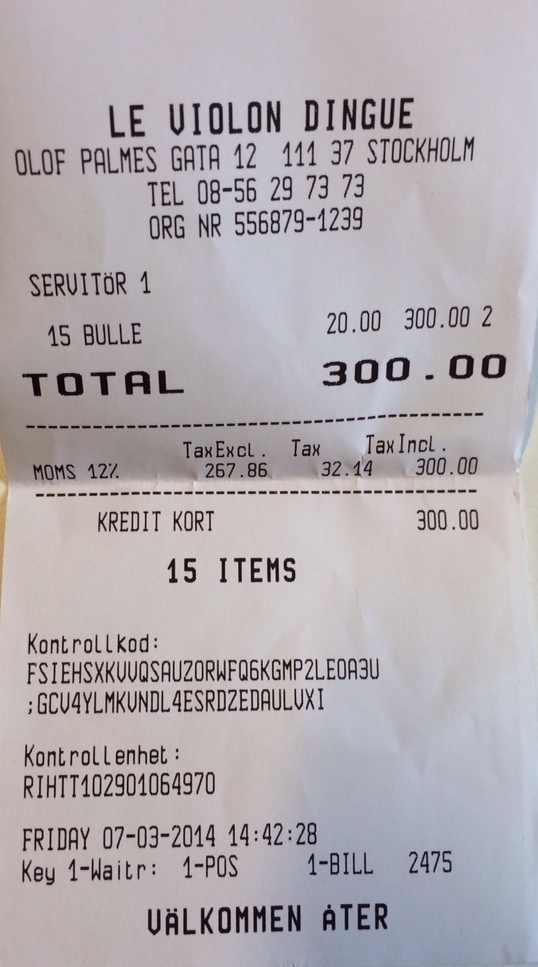 LE VIOLON DINGUE
OLOF PALMES GATA 12 111 37 STOCKHOLM
TEL 08-56 29 73 73
ORG NR 556879-1239
SERVITÖR 1
15 BULLE 20.00 300.00 2
TOTAL 300.00
TaxExcl. Tax TaxIncl.
MOMS 12% 267.86 32.14 300.00
KREDIT KORT 300.00
15 ITEMS
Kontrollkod:
FSIEHSXKVVQSAUZORWFQ6KGMP2LEOA3U
;GCV4YLMKVNDL4ESRDZEDAULVXI
Kontrollenhet:
RIHTT102901064970
FRIDAY 07-03-2014 14:42:28
Key 1-Waitr: 1-POS 1-BILL 2475
VÄLKOMMEN ÅTER